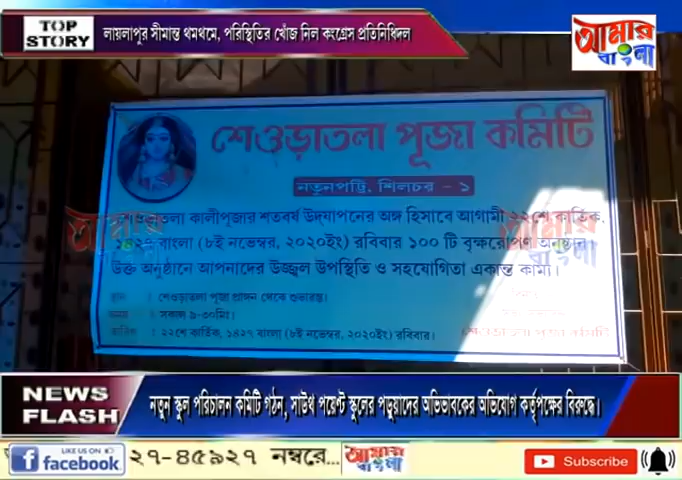 TOP STORY
লায়লাপুর সীমান্ত থমথমে, পরিস্থিতির খোঁজ নিল কংগ্রেস প্রতিনিধিদল
আমার বাংলা
শেওড়াতলা পূজা কমিটি
নতুনপট্টি, শিলচর - ১
শেওড়াতলা কালীপূজার শতবর্ষ উদযাপনের অঙ্গ হিসাবে আগামী ২২শে কার্তিক,
১৪২৭ বাংলা (৮ই নভেম্বর, ২০২০ইং) রবিবার ১০০ টি বৃক্ষরোপণ অনুষ্ঠান
উক্ত অনুষ্ঠানে আপনাদের উজ্জ্বল উপস্থিতি ও সহযোগিতা একান্ত কাম্য।
স্থান : শেওড়াতলা পূজা প্রাঙ্গন থেকে শুভারম্ভ।
সময় : সকাল ৯-৩০মিঃ।
তারিখ : ২২শে কার্তিক, ১৪২৭ বাংলা (৮ই নভেম্বর, ২০২০ইং) রবিবার।
শেওড়াতলা পূজা কমিটি
NEWS FLASH
নতুন স্কুল পরিচালন কমিটি গঠন, সাউথ পয়েন্ট স্কুলের পড়ুয়াদের অভিভাবকের অভিযোগ কর্তৃপক্ষের বিরুদ্ধে।
LIKE US ON
facebook
২৭-৪৫৯২৭ নম্বরে...
আমার বাংলা
Subscribe